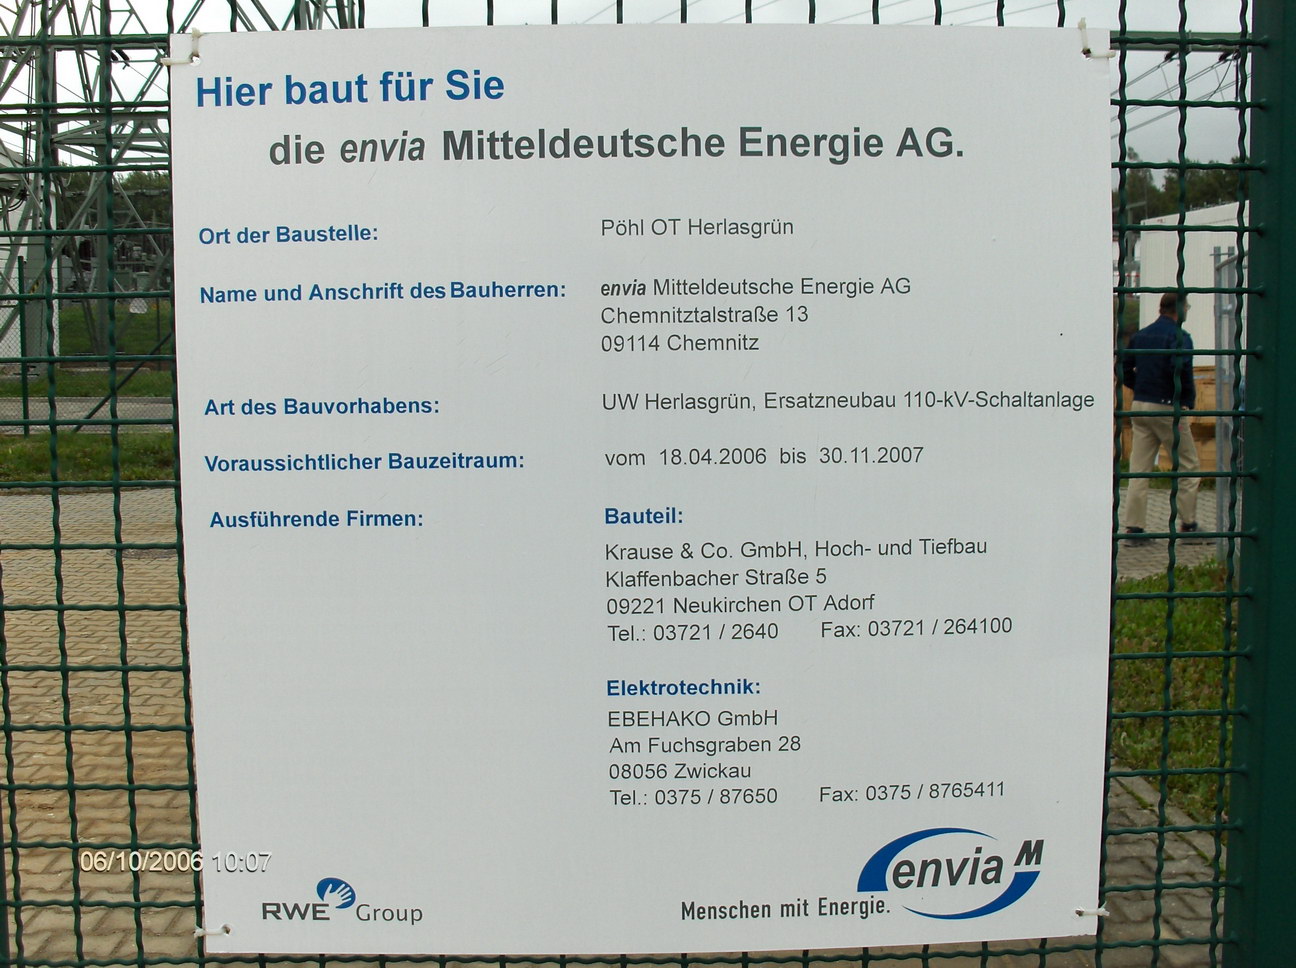 Hier baut für Sie
die envia Mitteldeutsche Energie AG.
Ort der Baustelle: Pöhl OT Herlasgrün
Name und Anschrift des Bauherren: envia Mitteldeutsche Energie AG
Chemnitztalstraße 13
09114 Chemnitz
Art des Bauvorhabens: UW Herlasgrün, Ersatzneubau 110-kV-Schaltanlage
Voraussichtlicher Bauzeitraum: vom 18.04.2006 bis 30.11.2007
Ausführende Firmen: Bauteil:
Krause & Co. GmbH, Hoch- und Tiefbau
Klaffenbacher Straße 5
09221 Neukirchen OT Adorf
Tel.: 03721 / 2640 Fax: 03721 / 264100
Elektrotechnik:
EBEHAKO GmbH
Am Fuchsgraben 28
08056 Zwickau
Tel.: 0375 / 87650 Fax: 0375 / 8765411
06/10/2006 10:07
RWE Group
Menschen mit Energie.
envia M